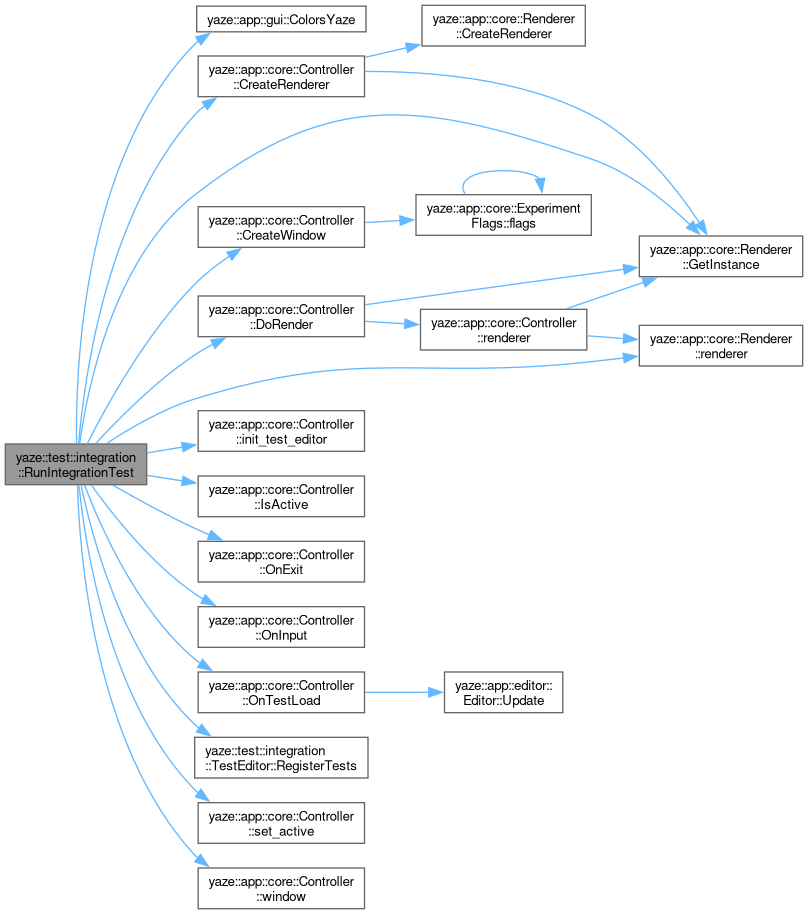 yaze::app::gui::ColorsYaze
yaze::app::core::Renderer
::CreateRenderer
yaze::app::core::Controller
::CreateRenderer
yaze::app::core::Experiment
Flags::flags
yaze::app::core::Controller
::CreateWindow
yaze::app::core::Renderer
::GetInstance
yaze::app::core::Controller
::DoRender
yaze::app::core::Controller
::renderer
yaze::app::core::Renderer
::renderer
yaze::app::core::Controller
::init_test_editor
yaze::test::integration
::RunIntegrationTest
yaze::app::core::Controller
::IsActive
yaze::app::core::Controller
::OnExit
yaze::app::core::Controller
::OnInput
yaze::app::core::Controller
::OnTestLoad
yaze::app::editor::
Editor::Update
yaze::test::integration
::TestEditor::RegisterTests
yaze::app::core::Controller
::set_active
yaze::app::core::Controller
::window